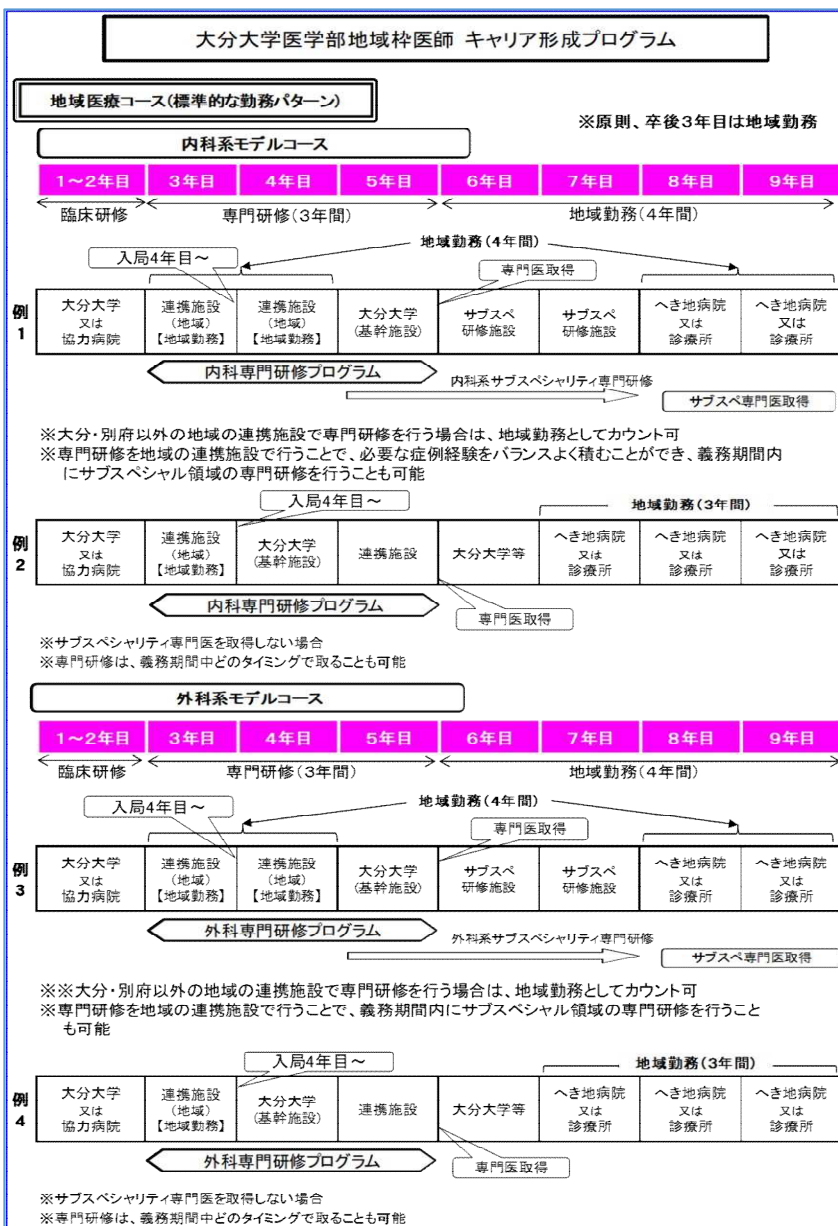 大分大学医学部地域枠医師 キャリア形成プログラム
地域医療コース(標準的な勤務パターン)
※原則、卒後3年目は地域勤務
内科系モデルコース
1～2年目 3年目 4年目 5年目 6年目 7年目 8年目 9年目
臨床研修 専門研修(3年間) 地域勤務(4年間)
地域勤務(4年間)
入局4年目～
専門医取得
例1
大分大学又は協力病院
連携施設(地域)【地域勤務】
連携施設(地域)【地域勤務】
大分大学(基幹施設)
サブスペ研修施設
サブスペ研修施設
へき地病院又は診療所
へき地病院又は診療所
内科専門研修プログラム
内科系サブスペシャリティ専門研修
サブスペ専門医取得
※大分・別府以外の地域の連携施設で専門研修を行う場合は、地域勤務としてカウント可
※専門研修を地域の連携施設で行うことで、必要な症例経験をバランスよく積むことができ、義務期間内
にサブスペシャル領域の専門研修を行うことも可能
入局4年目～
地域勤務(3年間)
例2
大分大学又は協力病院
連携施設(地域)【地域勤務】
大分大学(基幹施設)
連携施設
大分大学等
へき地病院又は診療所
へき地病院又は診療所
へき地病院又は診療所
内科専門研修プログラム
専門医取得
※サブスペシャリティ専門医を取得しない場合
※専門研修は、義務期間中どのタイミングで取ることも可能
外科系モデルコース
1～2年目 3年目 4年目 5年目 6年目 7年目 8年目 9年目
臨床研修 専門研修(3年間) 地域勤務(4年間)
地域勤務(4年間)
入局4年目～
専門医取得
例3
大分大学又は協力病院
連携施設(地域)【地域勤務】
連携施設(地域)【地域勤務】
大分大学(基幹施設)
サブスペ研修施設
サブスペ研修施設
へき地病院又は診療所
へき地病院又は診療所
外科専門研修プログラム
外科系サブスペシャリティ専門研修
サブスペ専門医取得
※※大分・別府以外の地域の連携施設で専門研修を行う場合は、地域勤務としてカウント可
※専門研修を地域の連携施設で行うことで、義務期間内にサブスペシャル領域の専門研修を行うこと
も可能
入局4年目～
地域勤務(3年間)
例4
大分大学又は協力病院
連携施設(地域)【地域勤務】
大分大学(基幹施設)
連携施設
大分大学等
へき地病院又は診療所
へき地病院又は診療所
へき地病院又は診療所
外科専門研修プログラム
専門医取得
※サブスペシャリティ専門医を取得しない場合
※専門研修は、義務期間中どのタイミングで取ることも可能